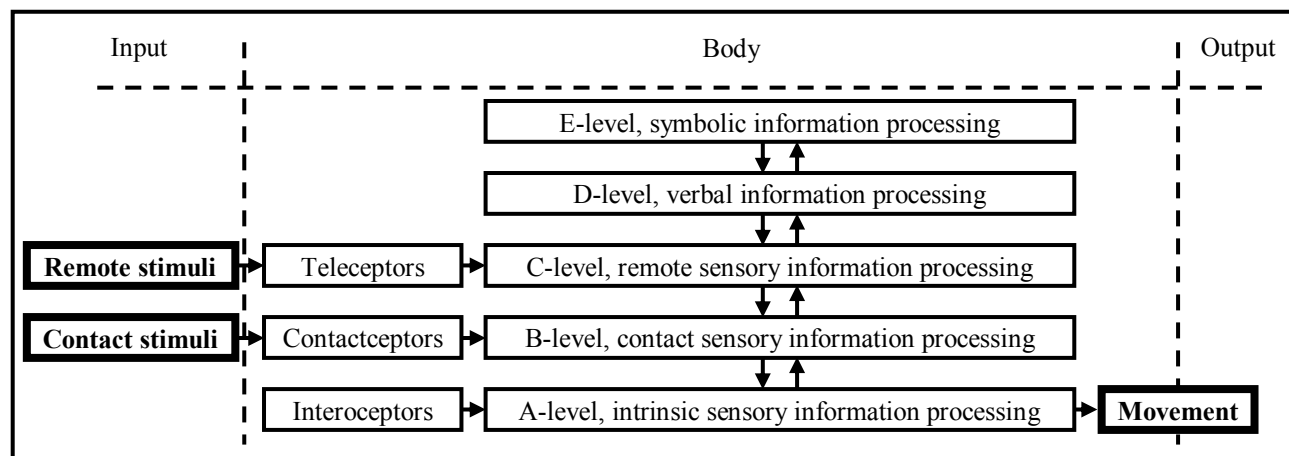 Input Body Output
E-level, symbolic information processing
D-level, verbal information processing
Remote stimuli Teleceptors C-level, remote sensory information processing
Contact stimuli Contactceptors B-level, contact sensory information processing
Interoceptors A-level, intrinsic sensory information processing Movement